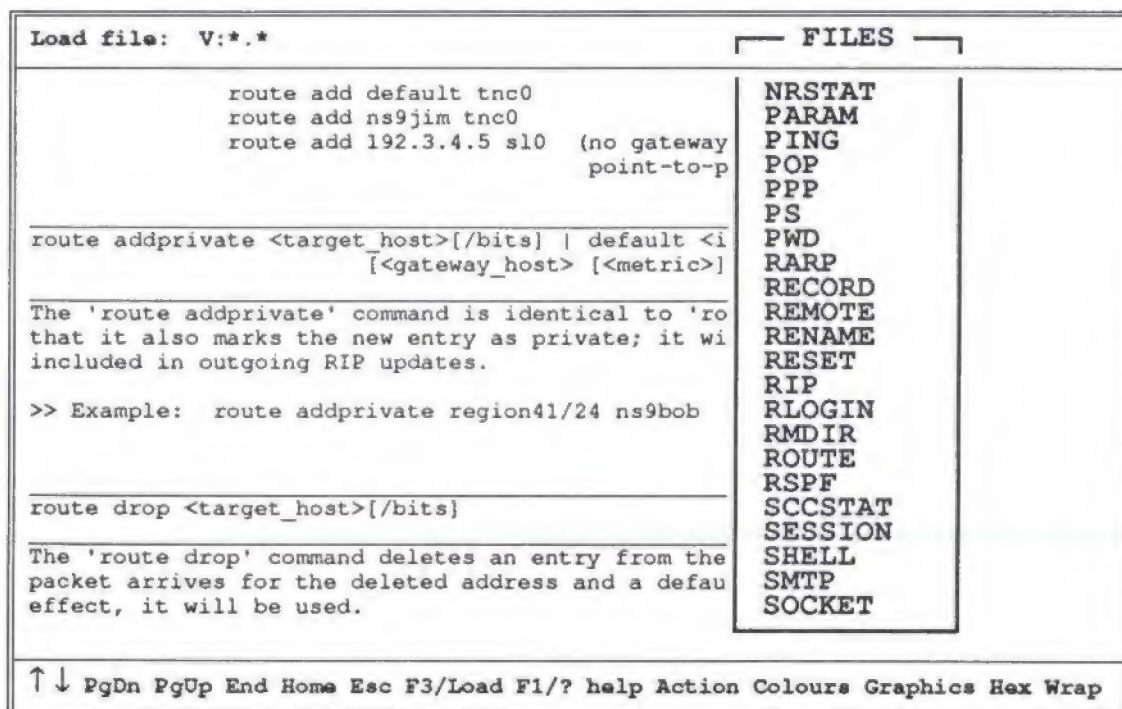 Load file:  V:*.*
FILES
route add default tnc0
route add ns9jim tnc0
route add 192.3.4.5 sl0  (no gateway
point-to-p
route addprivate <target_host>[/bits] | default <i
[<gateway_host> [<metric>]
The 'route addprivate' command is identical to 'ro
that it also marks the new entry as private; it wi
included in outgoing RIP updates.
>> Example:  route addprivate region41/24 ns9bob
route drop <target_host>[/bits]
The 'route drop' command deletes an entry from the
packet arrives for the deleted address and a defau
effect, it will be used.
NRSTAT
PARAM
PING
POP
PPP
PS
PWD
RARP
RECORD
REMOTE
RENAME
RESET
RIP
RLOGIN
RMDIR
ROUTE
RSPF
SCCSTAT
SESSION
SHELL
SMTP
SOCKET
↑↓ PgDn PgUp End Home Esc F3/Load F1/? help Action Colours Graphics Hex Wrap